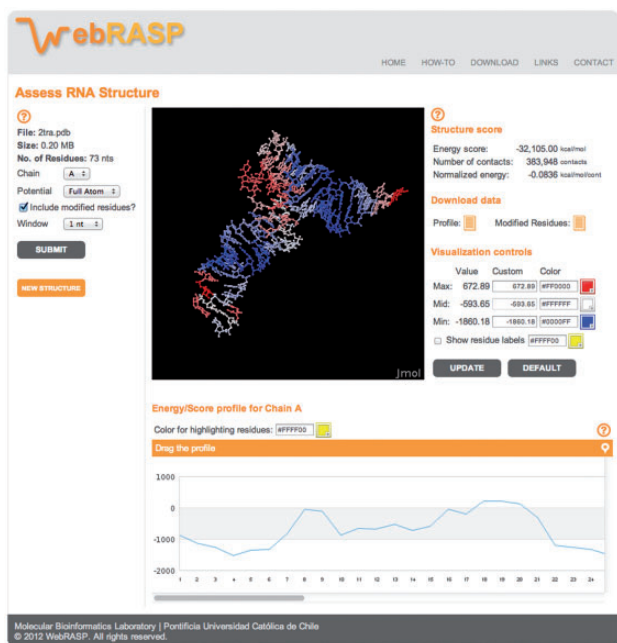 WebRASP
HOME HOW-TO DOWNLOAD LINKS CONTACT
Assess RNA Structure
?
File: 2tra.pdb
Size: 0.20 MB
No. of Residues: 73 nts
Chain A
Potential Full Atom
Include modified residues?
Window 1 nt
SUBMIT
NEW STRUCTURE
Jmol
?
Structure score
Energy score: -32,105.00 kcal/mol
Number of contacts: 383,948 contacts
Normalized energy: -0.0836 kcal/mol/cont
Download data
Profile: Modified Residues:
Visualization controls
Value Custom Color
Max: 672.89 672.89 #FF0000
Mid: -593.65 -593.65 #FFFFFF
Min: -1860.18 -1860.18 #0000FF
Show residue labels #FFFF00
UPDATE DEFAULT
Energy/Score profile for Chain A
Color for highlighting residues: #FFFF00
?
Drag the profile
1000
0
-1000
-2000
1 2 3 4 5 6 7 8 9 10 11 12 13 14 15 16 17 18 19 20 21 22 23 24
Molecular Bioinformatics Laboratory | Pontificia Universidad Católica de Chile
© 2012 WebRASP. All rights reserved.